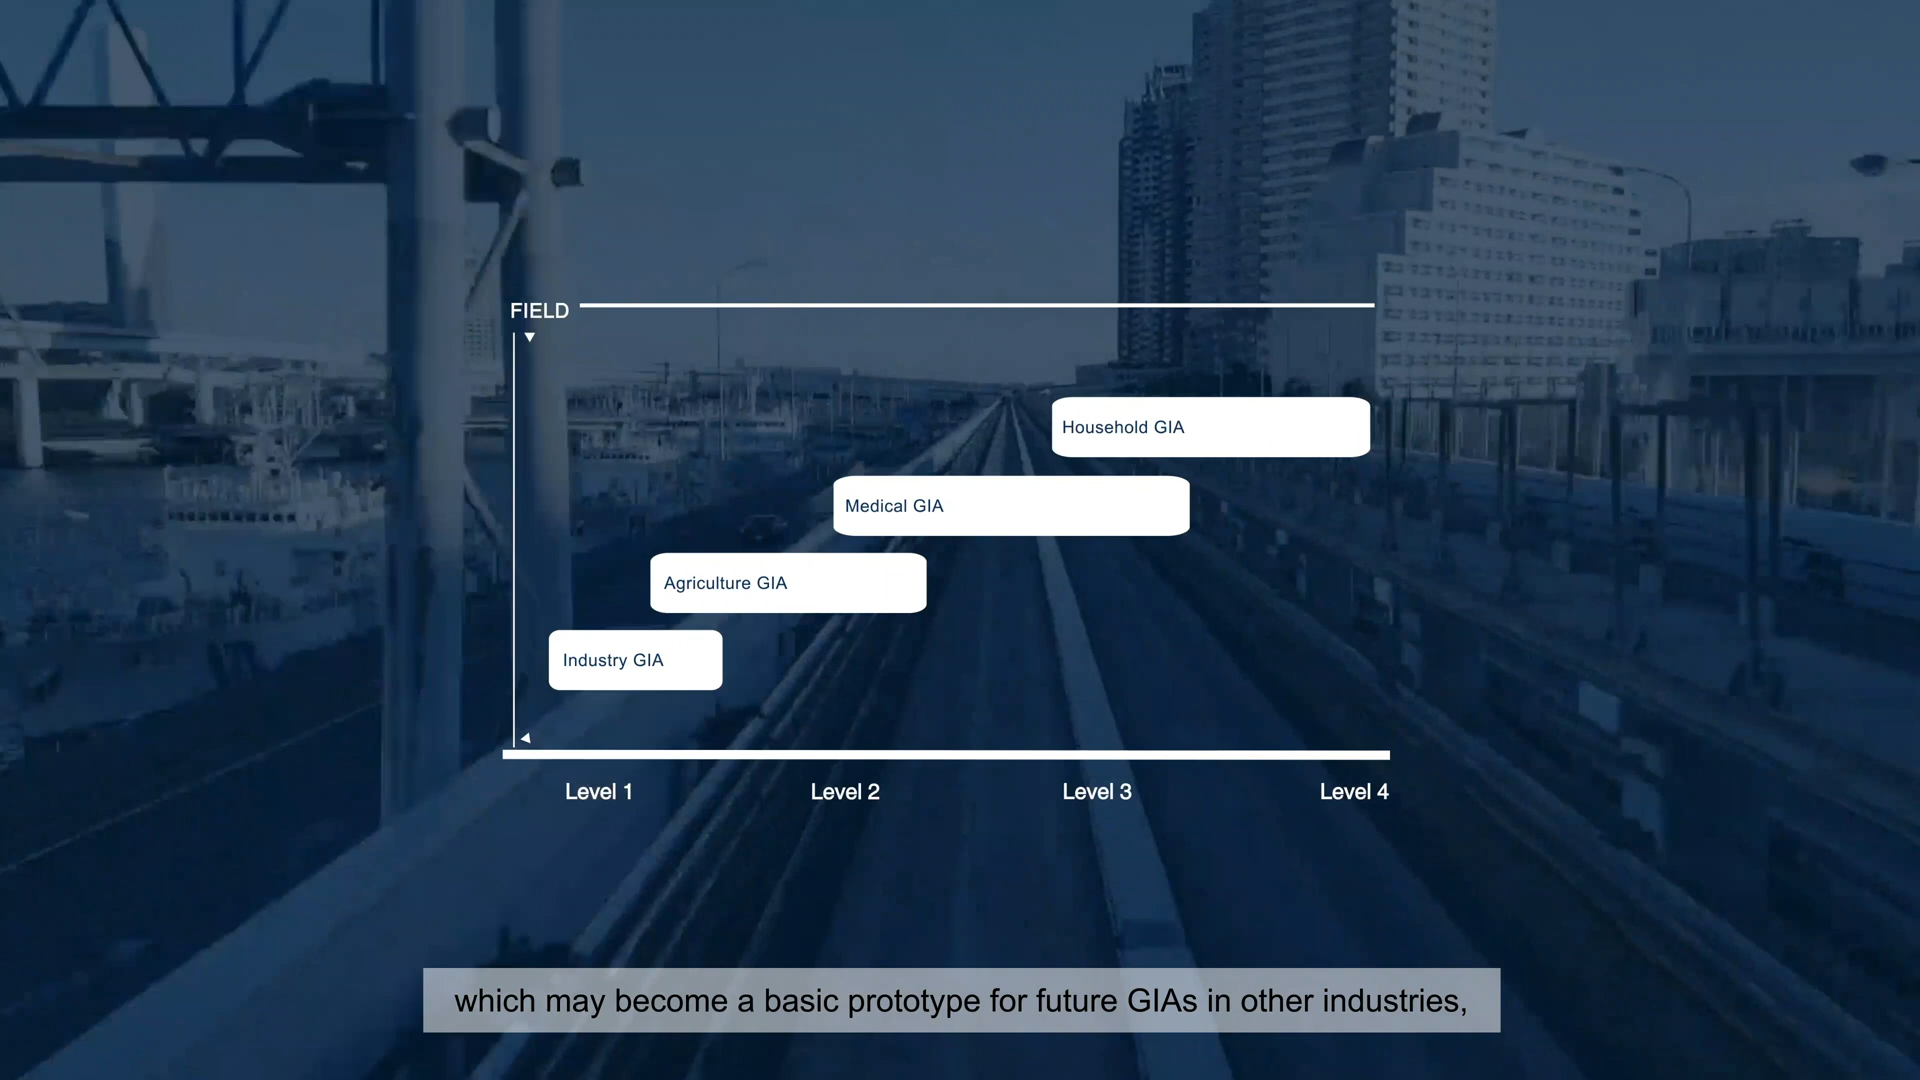 FIELD
Household GIA
Medical GIA
Agriculture GIA
Industry GIA
Level 1
Level 2
Level 3
Level 4
which may become a basic prototype for future GIAs in other industries,